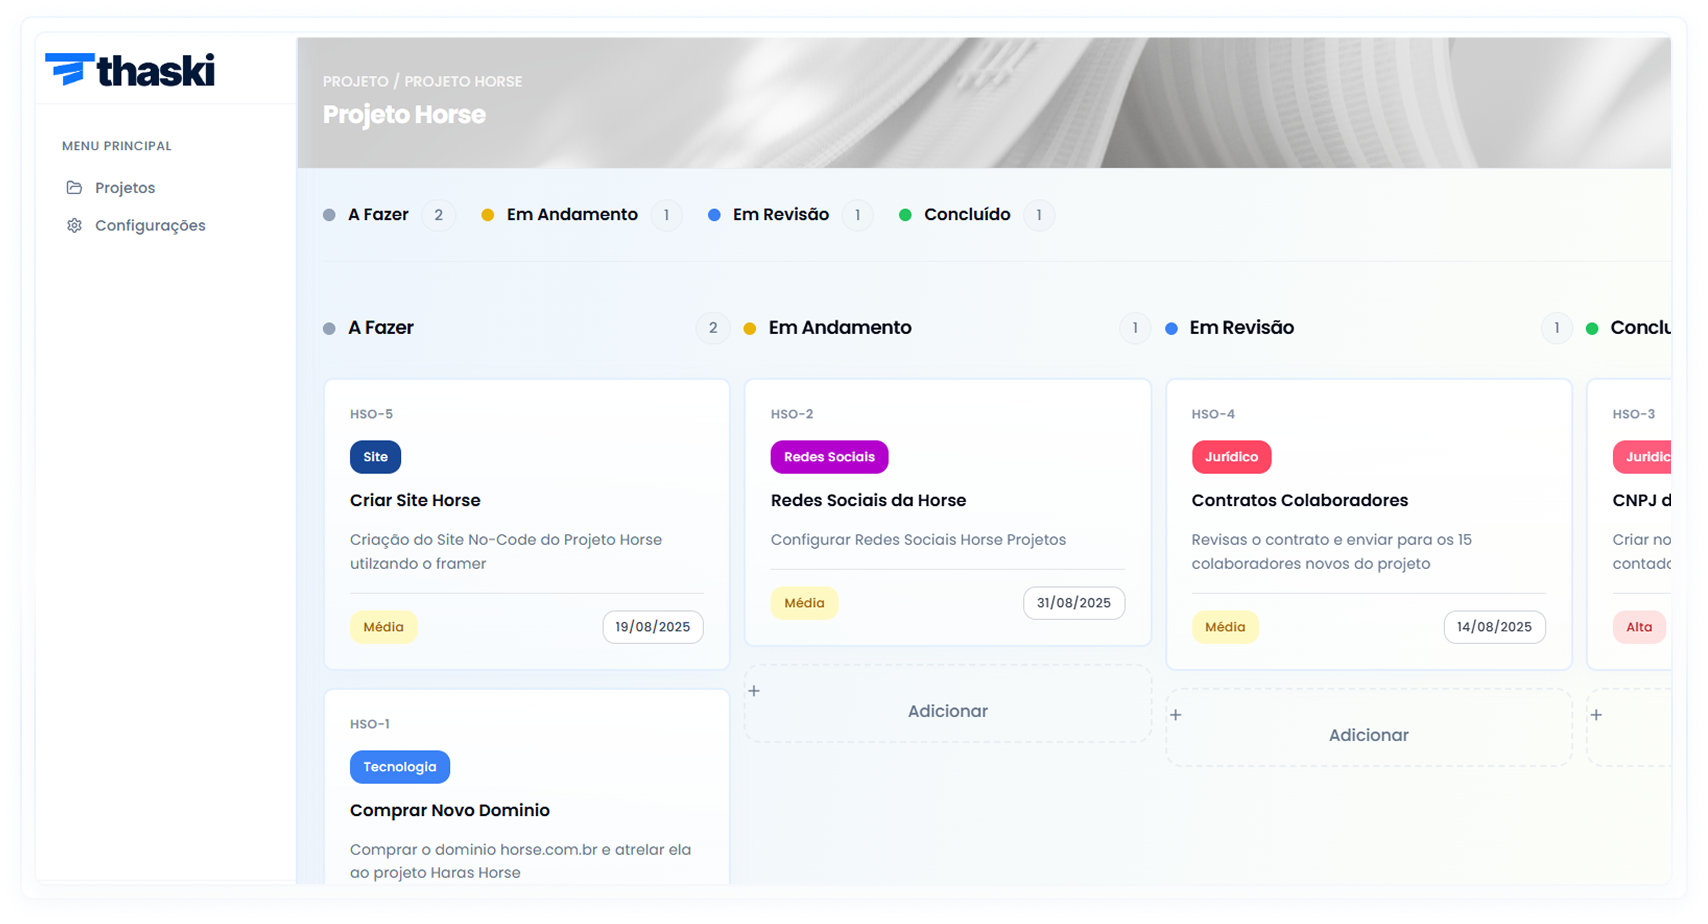 thaski
MENU PRINCIPAL
Projetos
Configurações
PROJETO / PROJETO HORSE
Projeto Horse
A Fazer 2 Em Andamento 1 Em Revisão 1 Concluído 1
A Fazer 2
HSO-5
Site
Criar Site Horse
Criação do Site No-Code do Projeto Horse
utilzando o framer
Média 19/08/2025
HSO-1
Tecnologia
Comprar Novo Dominio
Comprar o dominio horse.com.br e atrelar ela
ao projeto Haras Horse
Em Andamento 1
HSO-2
Redes Sociais
Redes Sociais da Horse
Configurar Redes Sociais Horse Projetos
Média 31/08/2025
+ Adicionar
Em Revisão 1
HSO-4
Jurídico
Contratos Colaboradores
Revisas o contrato e enviar para os 15
colaboradores novos do projeto
Média 14/08/2025
+ Adicionar
Conclu
HSO-3
Jurídic
CNPJ d
Criar no
contad
Alta
+